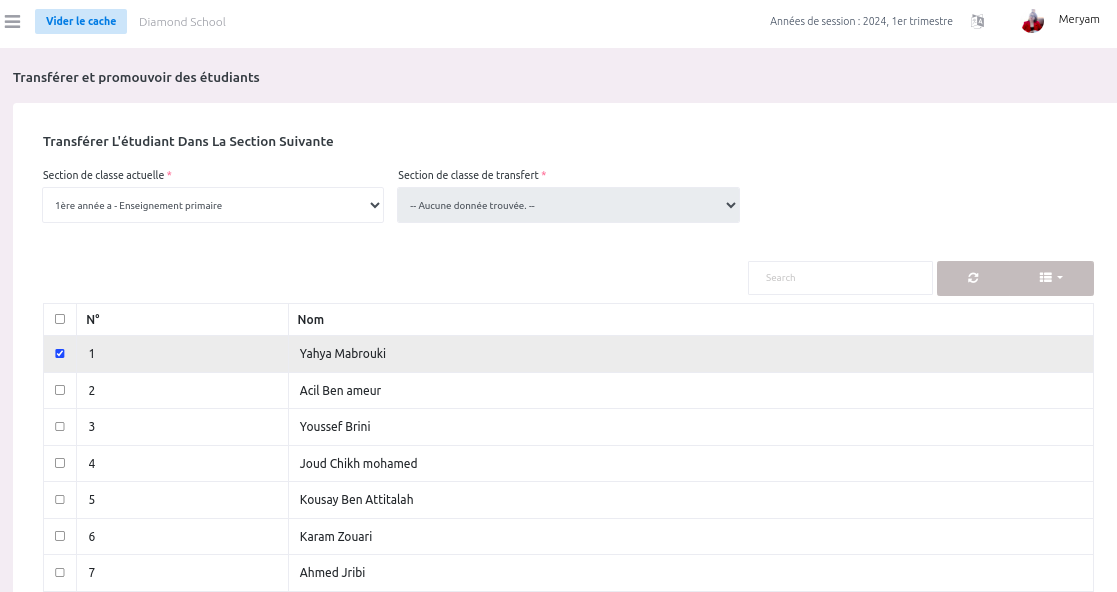 Vider le cache Diamond School Années de session : 2024, 1er trimestre Meryam
Transférer et promouvoir des étudiants
Transférer L'étudiant Dans La Section Suivante
Section de classe actuelle * Section de classe de transfert *
1ère année a - Enseignement primaire -- Aucune donnée trouvée. --
Search
N° Nom
1 Yahya Mabrouki
2 Acil Ben ameur
3 Youssef Brini
4 Joud Chikh mohamed
5 Kousay Ben Attitalah
6 Karam Zouari
7 Ahmed Jribi